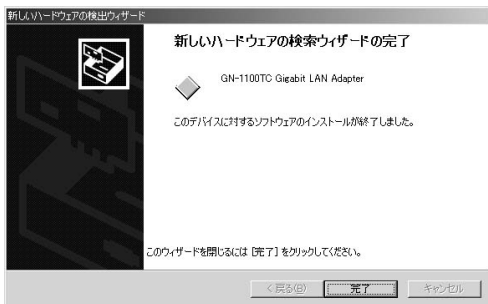 新しいハードウェアの検出ウィザード
新しいハードウェアの検索ウィザードの完了
GN-1100TC Gigabit LAN Adapter
このデバイスに対するソフトウェアのインストールが終了しました。
このウィザードを閉じるには [完了] をクリックしてください。
< 戻る(B) 完了 キャンセル